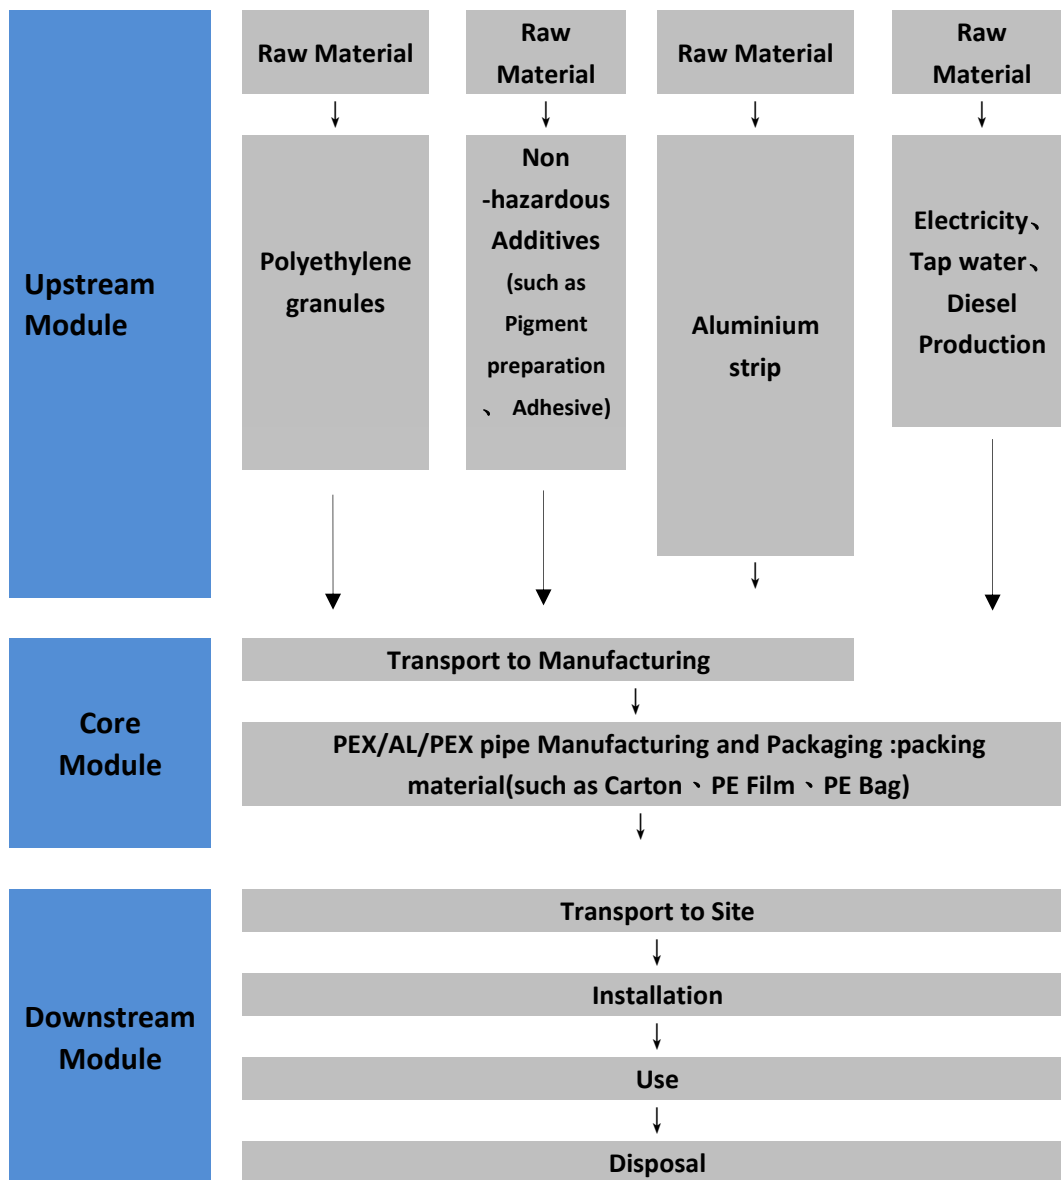 Upstream
Module
Raw Material
Raw
Material
Raw Material
Raw
Material
Polyethylene
granules
Non
-hazardous
Additives
(such as
Pigment
preparation
、 Adhesive)
Aluminium
strip
Electricity、
Tap water、
Diesel
Production
Core
Module
Transport to Manufacturing
PEX/AL/PEX pipe Manufacturing and Packaging :packing
material(such as Carton、PE Film、PE Bag)
Downstream
Module
Transport to Site
Installation
Use
Disposal